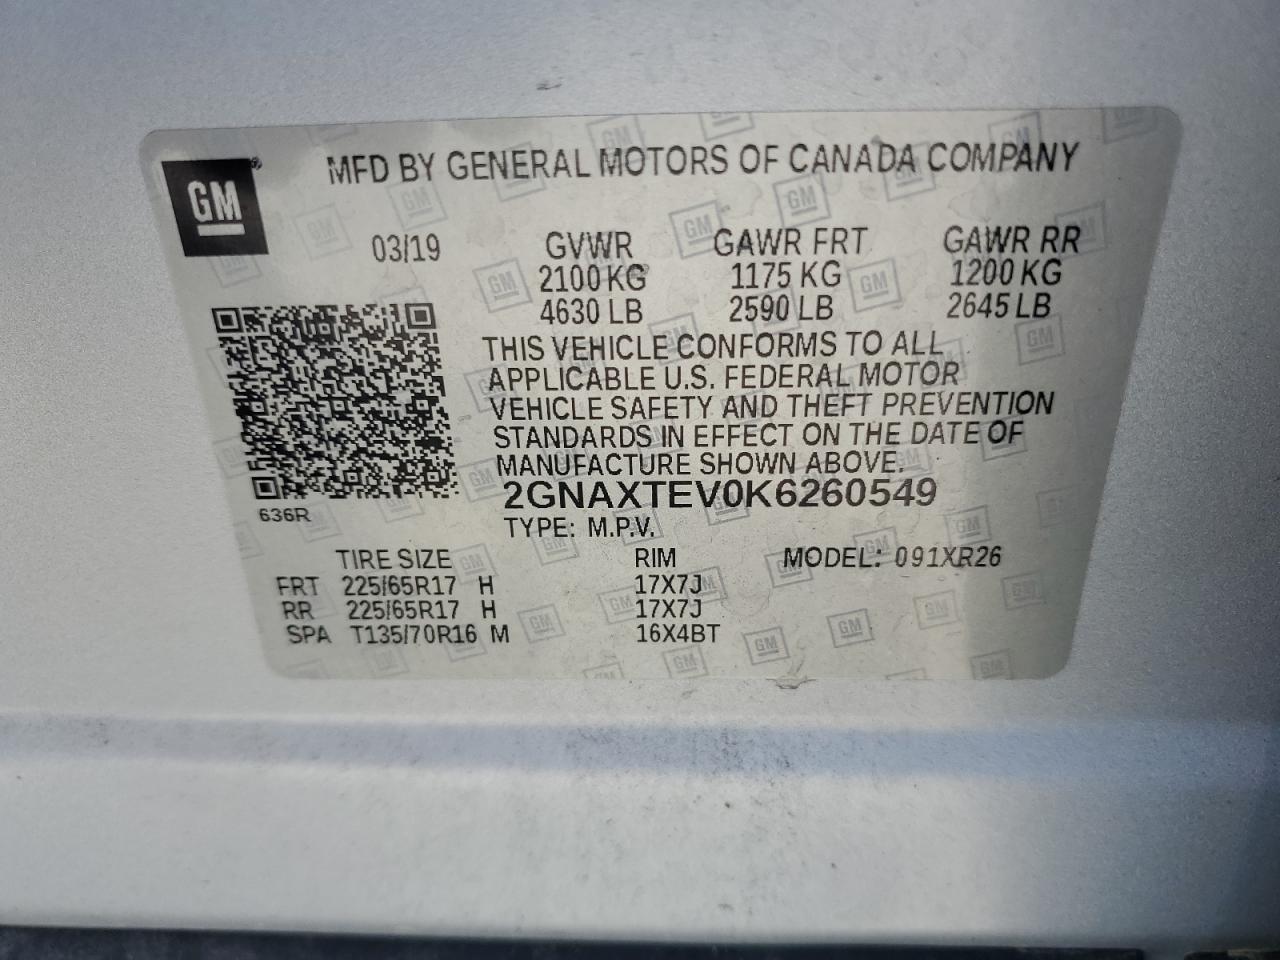 GM
MFD BY GENERAL MOTORS OF CANADA COMPANY
03/19 GVWR GAWR FRT GAWR RR
2100 KG 1175 KG 1200 KG
4630 LB 2590 LB 2645 LB
THIS VEHICLE CONFORMS TO ALL
APPLICABLE U.S. FEDERAL MOTOR
VEHICLE SAFETY AND THEFT PREVENTION
STANDARDS IN EFFECT ON THE DATE OF
MANUFACTURE SHOWN ABOVE.
2GNAXTEV0K6260549
636R
TYPE: M.P.V.
TIRE SIZE RIM MODEL: 091XR26
FRT 225/65R17 H 17X7J
RR 225/65R17 H 17X7J
SPA T135/70R16 M 16X4BT